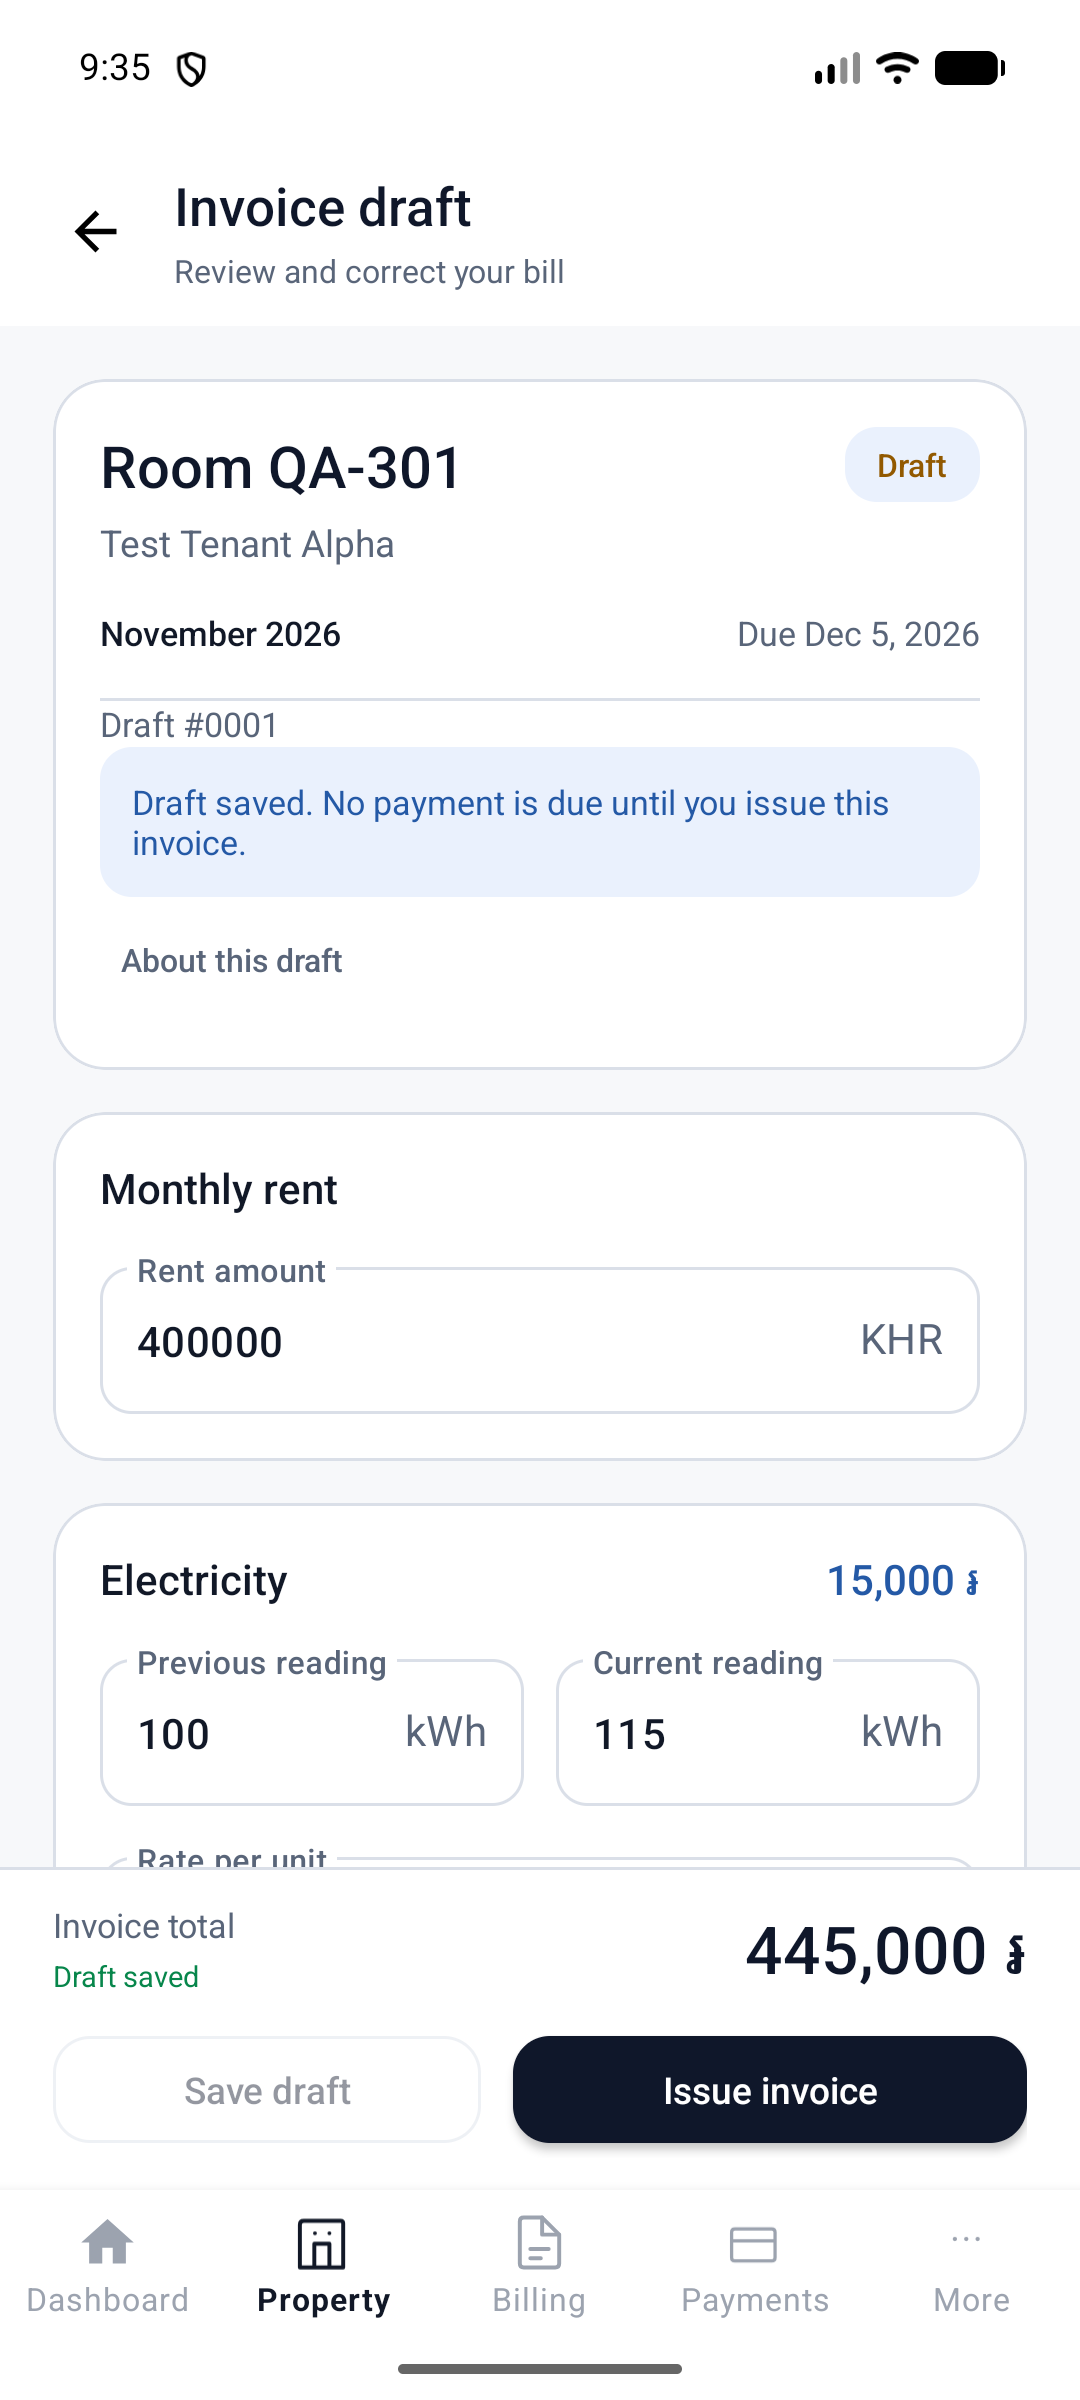 9:35
Invoice draft
Review and correct your bill
Room QA-301
Draft
Test Tenant Alpha
November 2026
Due Dec 5, 2026
Draft #0001
Draft saved. No payment is due until you issue this
invoice.
About this draft
Monthly rent
Rent amount
400000
KHR
Electricity
15,000 ៛
Previous reading
Current reading
100
kWh
115
kWh
Rate per unit
Invoice total
445,000 ៛
Draft saved
Save draft
Issue invoice
Dashboard
Property
Billing
Payments
More